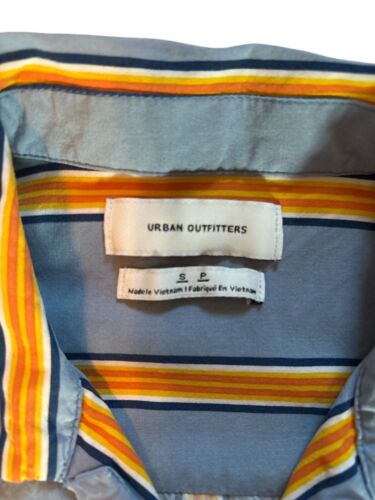 URBAN OUTFITTERS
S P
Made In Vietnam | Fabriqué En Vietnam